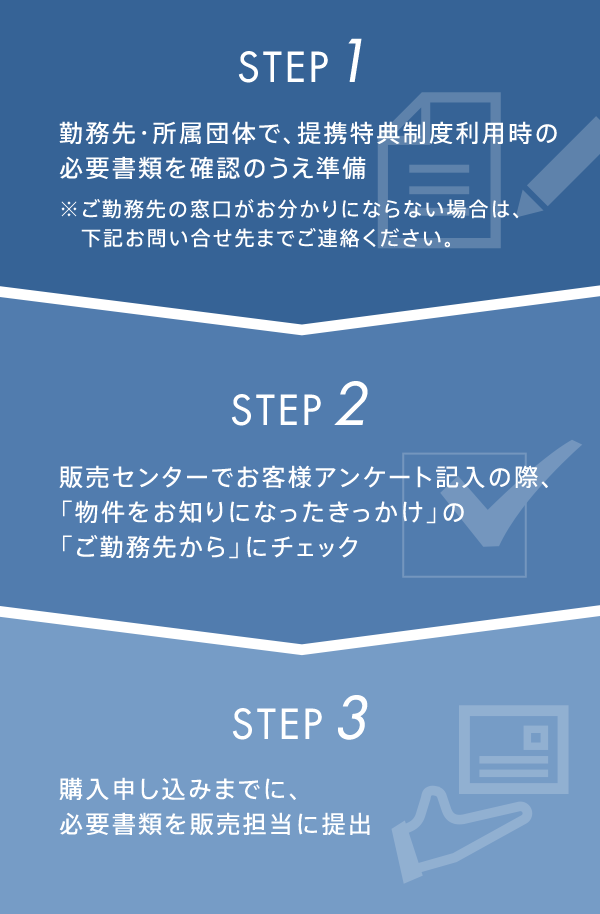 STEP 1
勤務先・所属団体で、提携特典制度利用時の
必要書類を確認のうえ準備
※ご勤務先の窓口がお分かりにならない場合は、
下記お問い合せ先までご連絡ください。
STEP 2
販売センターでお客様アンケート記入の際、
「物件をお知りになったきっかけ」の
「ご勤務先から」にチェック
STEP 3
購入申し込みまでに、
必要書類を販売担当に提出